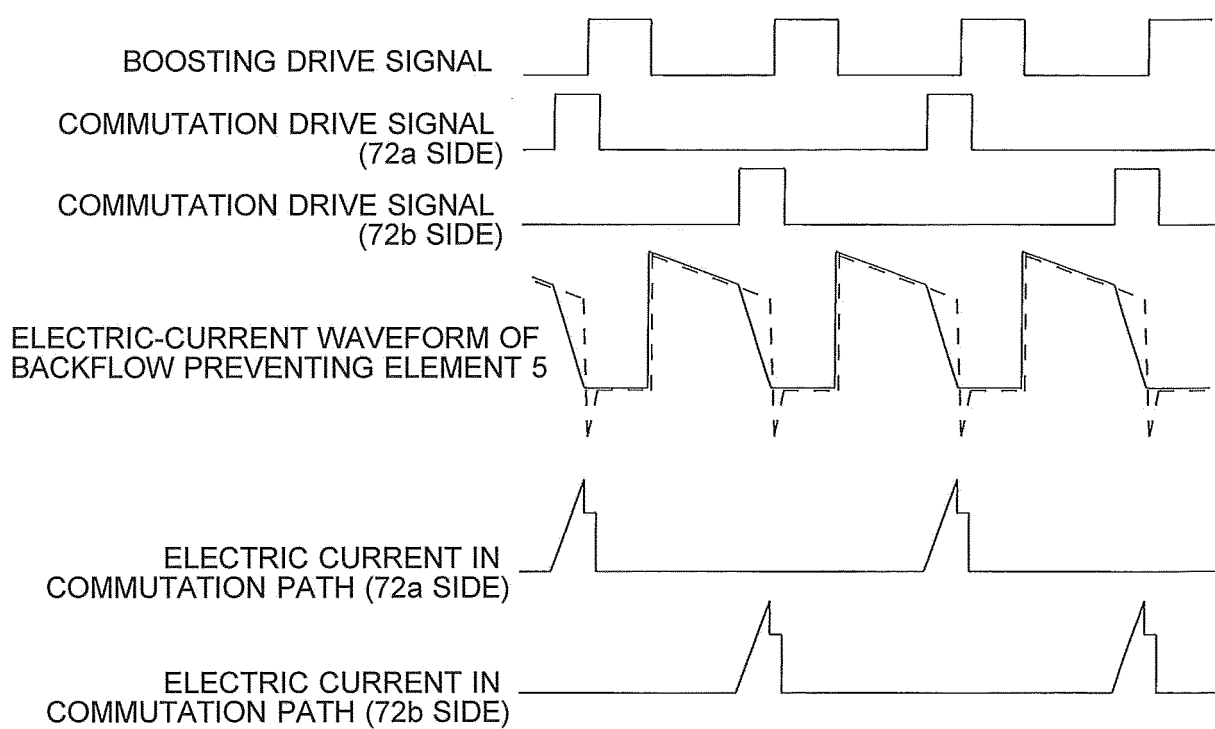 BOOSTING DRIVE SIGNAL
COMMUTATION DRIVE SIGNAL
(72a SIDE)
COMMUTATION DRIVE SIGNAL
(72b SIDE)
ELECTRIC-CURRENT WAVEFORM OF
BACKFLOW PREVENTING ELEMENT 5
ELECTRIC CURRENT IN
COMMUTATION PATH (72a SIDE)
ELECTRIC CURRENT IN
COMMUTATION PATH (72b SIDE)